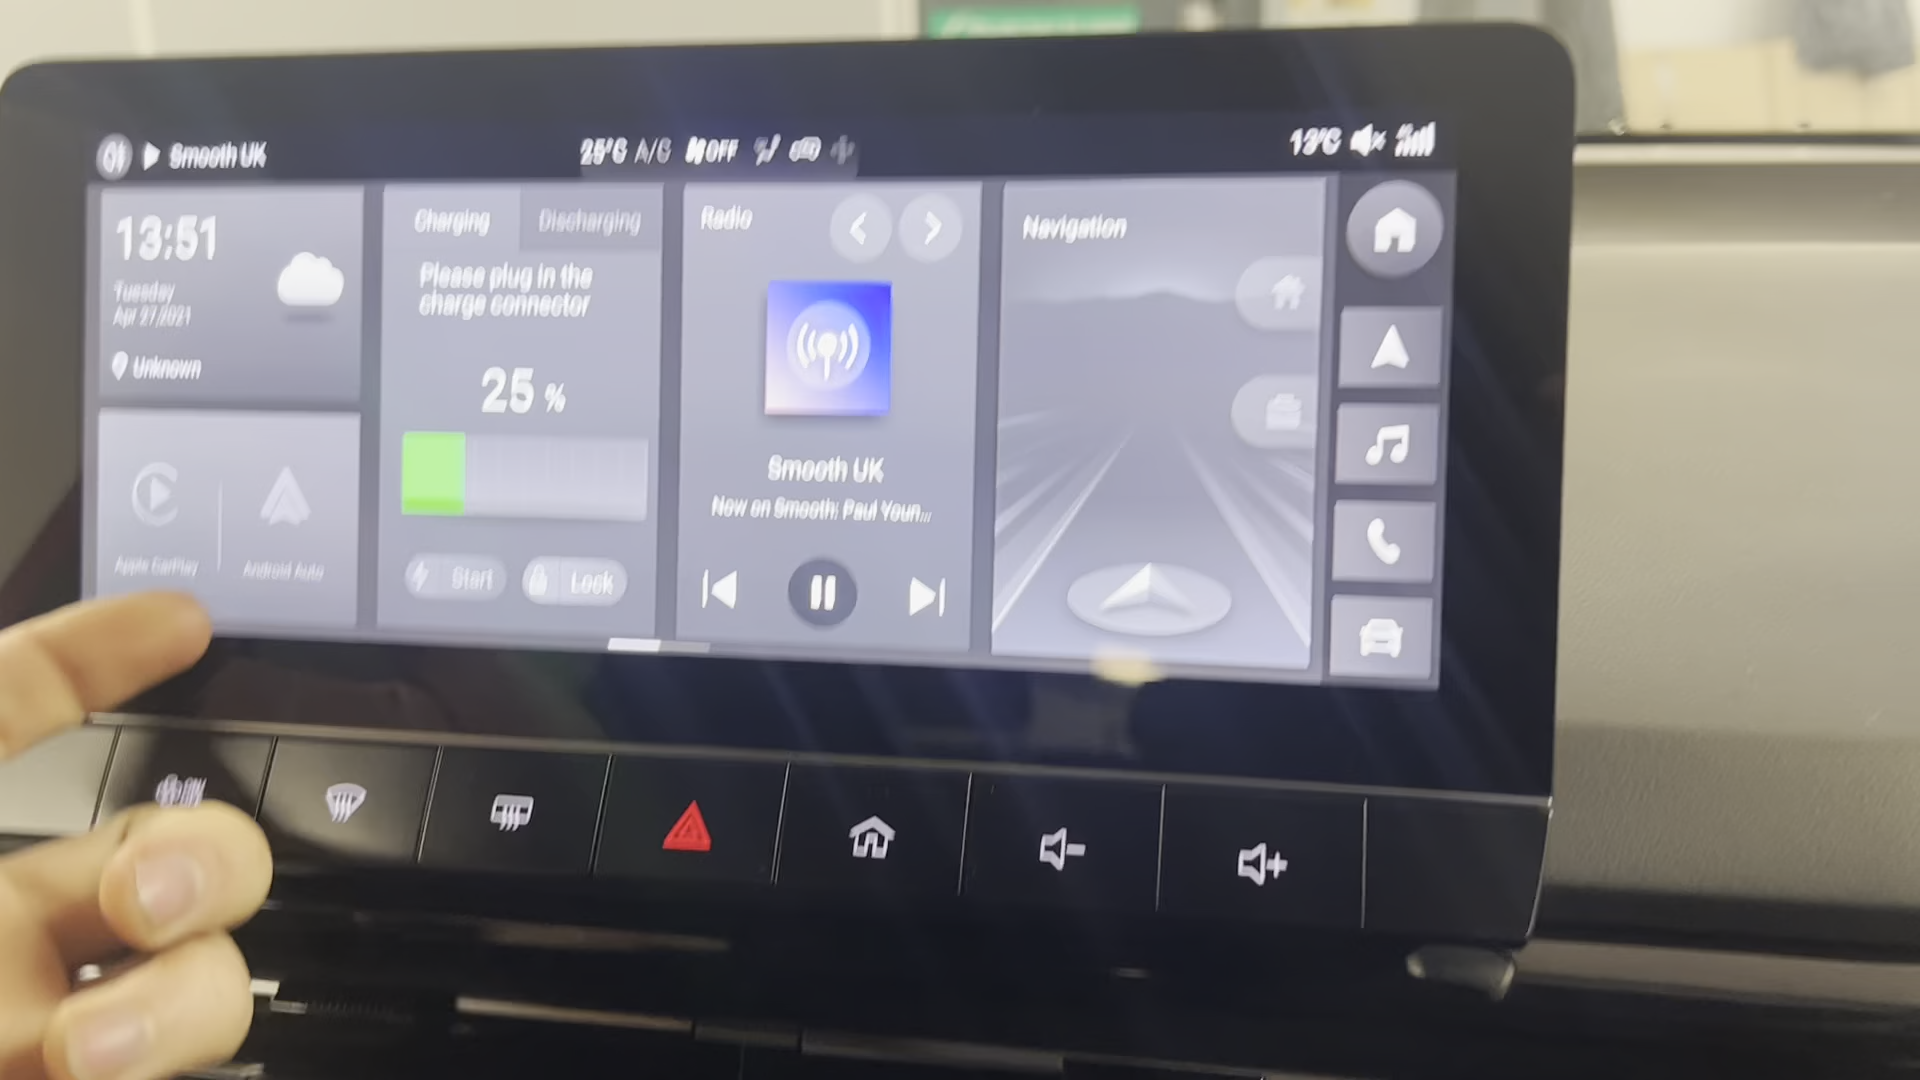 Smooth UK
25°C A/C OFF
13:51
Tuesday
Apr 27,2021
Unknown
Apple CarPlay
Android Auto
Charging
Discharging
Please plug in the
charge connector
25 %
Start
Lock
Radio
Smooth UK
Now on Smooth: Paul Youn...
Navigation